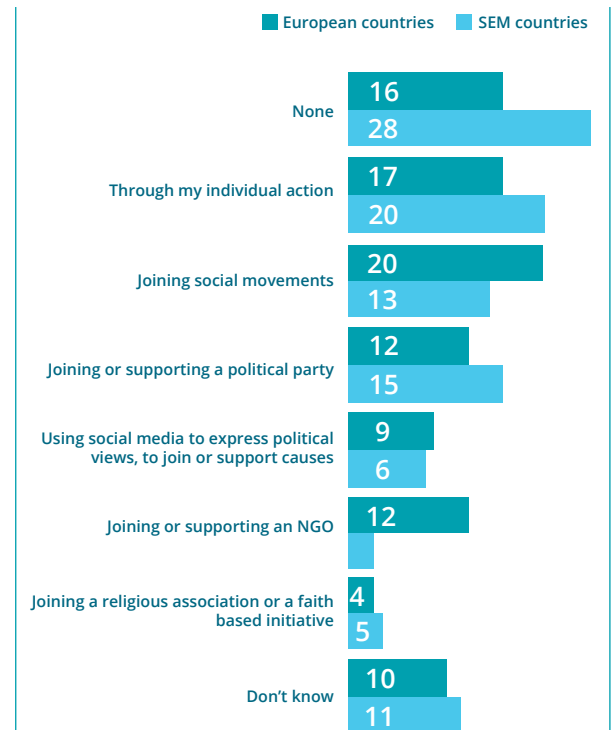 European countries SEM countries
None
16
28
Through my individual action
17
20
Joining social movements
20
13
Joining or supporting a political party
12
15
Using social media to express political
views, to join or support causes
9
6
Joining or supporting an NGO
12
Joining a religious association or a faith
based initiative
4
5
Don’t know
10
11